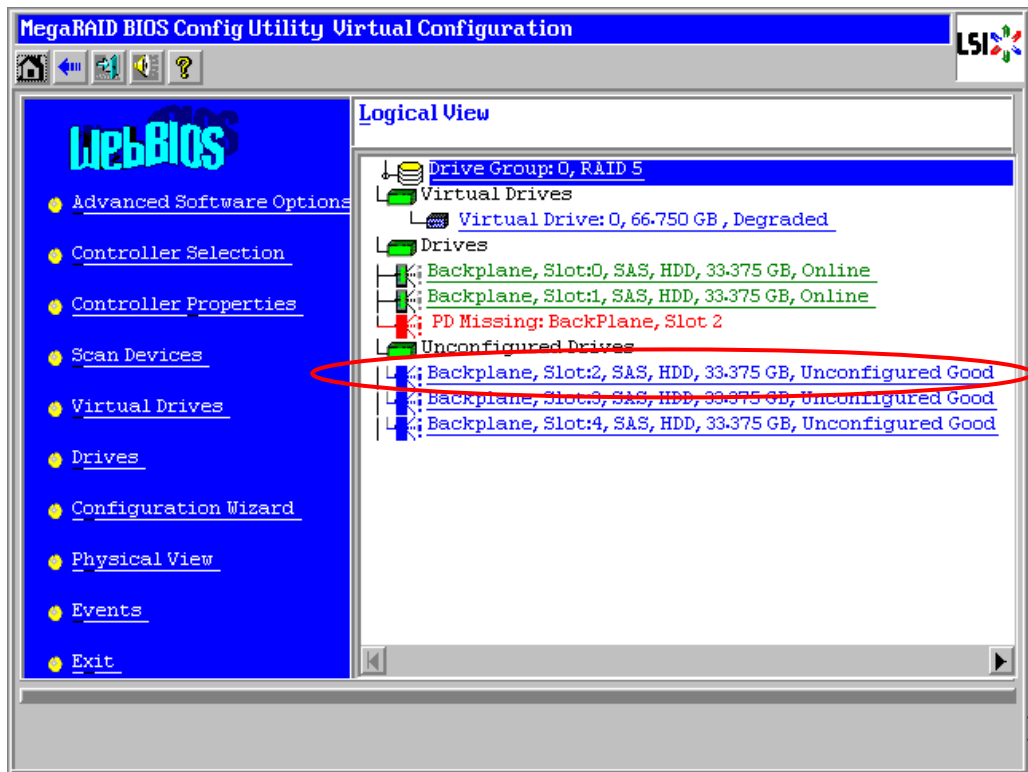 MegaRAID BIOS Config Utility Virtual Configuration
LSI
WebBIOS
Advanced Software Options
Controller Selection
Controller Properties
Scan Devices
Virtual Drives
Drives
Configuration Wizard
Physical View
Events
Exit
Logical View
Drive Group: 0, RAID 5
Virtual Drives
Virtual Drive: 0, 66.750 GB , Degraded
Drives
Backplane, Slot:0, SAS, HDD, 33.375 GB, Online
Backplane, Slot:1, SAS, HDD, 33.375 GB, Online
PD Missing: BackPlane, Slot 2
Unconfigured Drives
Backplane, Slot:2, SAS, HDD, 33.375 GB, Unconfigured Good
Backplane, Slot:3, SAS, HDD, 33.375 GB, Unconfigured Good
Backplane, Slot:4, SAS, HDD, 33.375 GB, Unconfigured Good